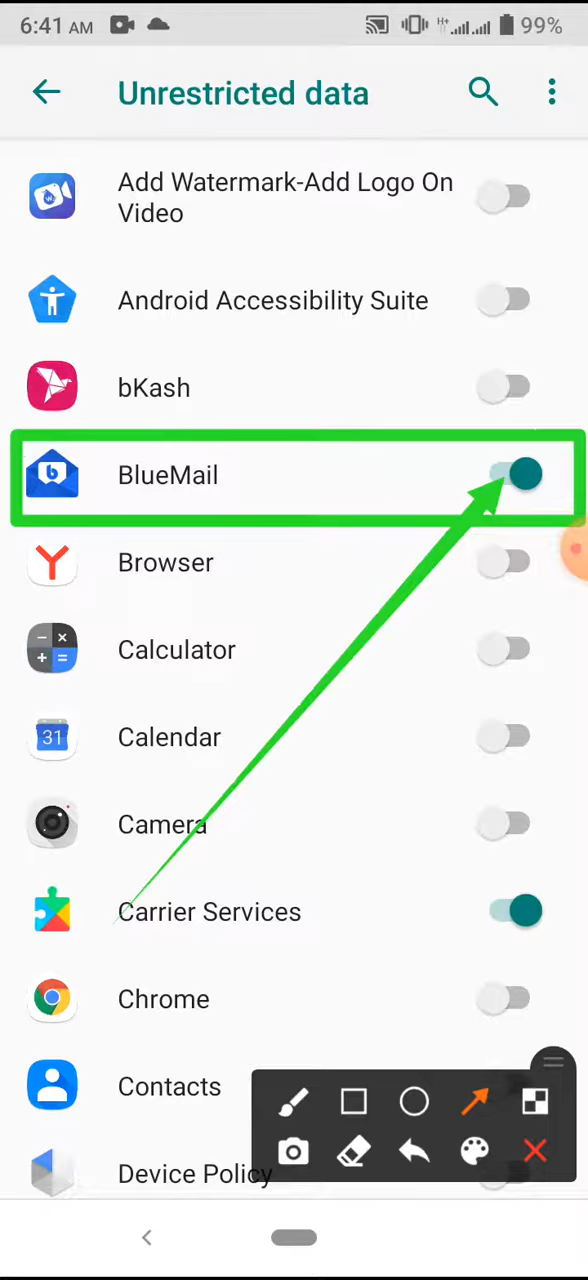 6:41 AM H+ 99%
Unrestricted data
Add Watermark-Add Logo On
Video
Android Accessibility Suite
bKash
BlueMail
Browser
Calculator
31
Calendar
Camera
Carrier Services
Chrome
Contacts
Device Policy